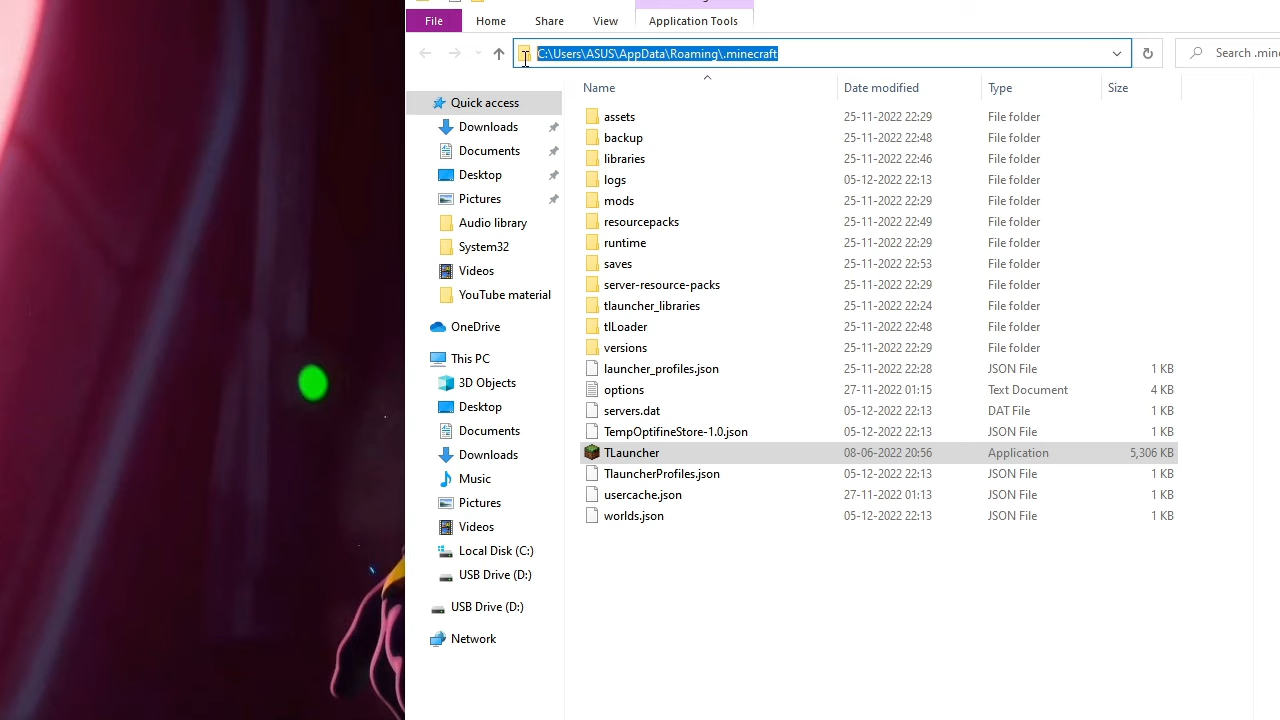 File Home Share View Application Tools
C:\Users\ASUS\AppData\Roaming\.minecraft
Name Date modified Type Size
Quick access
Downloads
Documents
Desktop
Pictures
Audio library
System32
Videos
YouTube material
OneDrive
This PC
3D Objects
Desktop
Documents
Downloads
Music
Pictures
Videos
Local Disk (C:)
USB Drive (D:)
USB Drive (D:)
Network
assets 25-11-2022 22:29 File folder
backup 25-11-2022 22:48 File folder
libraries 25-11-2022 22:46 File folder
logs 05-12-2022 22:13 File folder
mods 25-11-2022 22:29 File folder
resourcepacks 25-11-2022 22:49 File folder
runtime 25-11-2022 22:29 File folder
saves 25-11-2022 22:53 File folder
server-resource-packs 25-11-2022 22:29 File folder
tlauncher_libraries 25-11-2022 22:24 File folder
tlLoader 25-11-2022 22:48 File folder
versions 25-11-2022 22:29 File folder
launcher_profiles.json 25-11-2022 22:28 JSON File 1 KB
options 27-11-2022 01:15 Text Document 4 KB
servers.dat 05-12-2022 22:13 DAT File 1 KB
TempOptifineStore-1.0.json 05-12-2022 22:13 JSON File 1 KB
TLauncher 08-06-2022 20:56 Application 5,306 KB
TlauncherProfiles.json 05-12-2022 22:13 JSON File 1 KB
usercache.json 27-11-2022 01:13 JSON File 1 KB
worlds.json 05-12-2022 22:13 JSON File 1 KB
Search